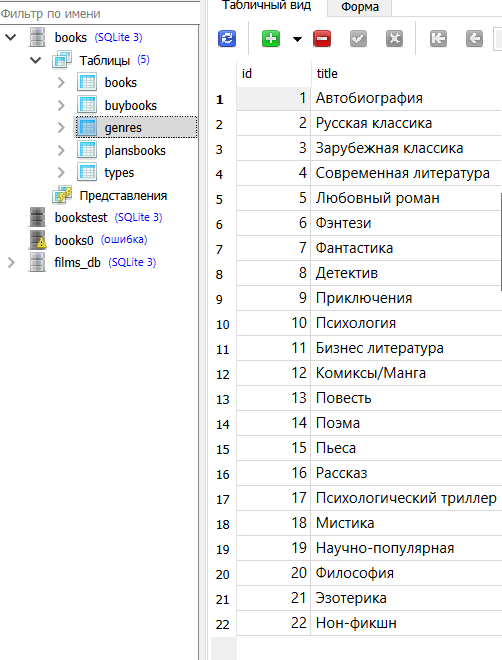 Фильтр по имени
books (SQLite 3)
Таблицы (5)
books
buybooks
genres
plansbooks
types
Представления
bookstest (SQLite 3)
books0 (ошибка)
films_db (SQLite 3)
Табличный вид Форма
id title
1 1 Автобиография
2 2 Русская классика
3 3 Зарубежная классика
4 4 Современная литература
5 5 Любовный роман
6 6 Фэнтези
7 7 Фантастика
8 8 Детектив
9 9 Приключения
10 10 Психология
11 11 Бизнес литература
12 12 Комиксы/Манга
13 13 Повесть
14 14 Поэма
15 15 Пьеса
16 16 Рассказ
17 17 Психологический триллер
18 18 Мистика
19 19 Научно-популярная
20 20 Философия
21 21 Эзотерика
22 22 Нон-фикшн